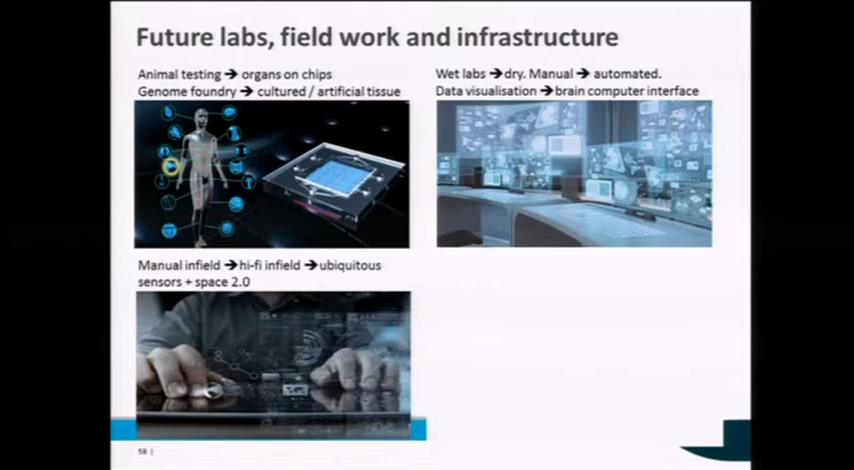 Future labs, field work and infrastructure
Animal testing → organs on chips
Genome foundry → cultured / artificial tissue
Wet labs → dry. Manual → automated.
Data visualisation → brain computer interface
Manual infield → hi-fi infield → ubiquitous
sensors + space 2.0
58 |